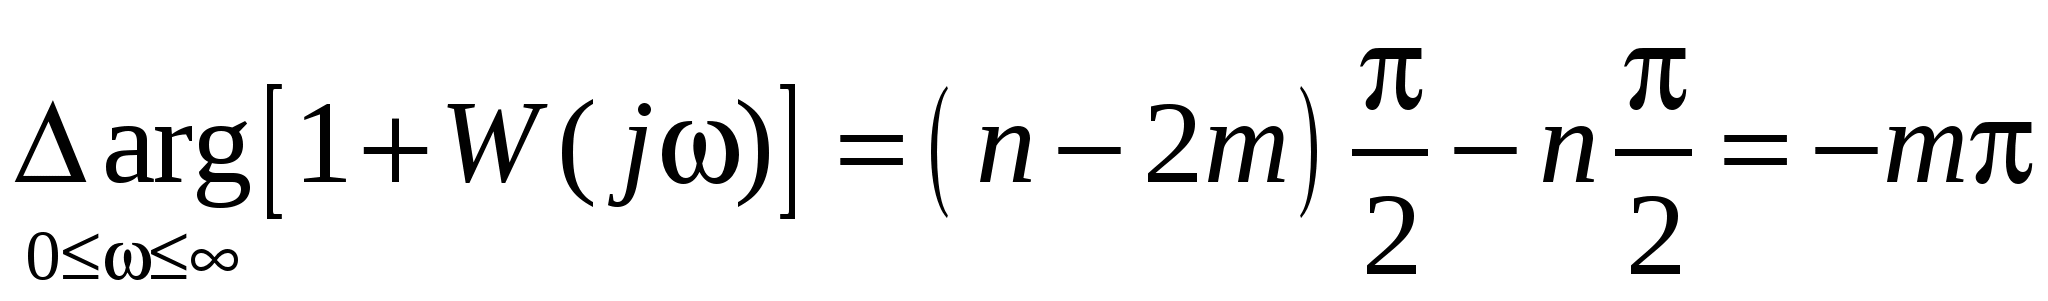 Δ arg[1+W(jω)] = (n−2m) π/2 − n π/2 = −mπ
0≤ω≤∞